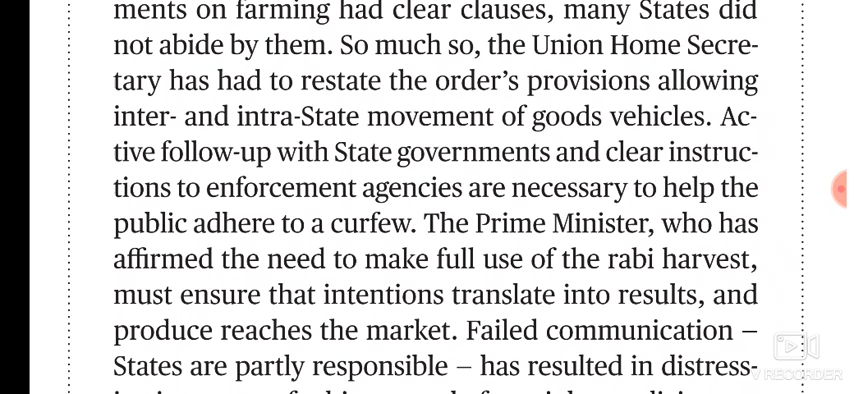 ments on farming had clear clauses, many States did
not abide by them. So much so, the Union Home Secre-
tary has had to restate the order's provisions allowing
inter- and intra-State movement of goods vehicles. Ac-
tive follow-up with State governments and clear instruc-
tions to enforcement agencies are necessary to help the
public adhere to a curfew. The Prime Minister, who has
affirmed the need to make full use of the rabi harvest,
must ensure that intentions translate into results, and
produce reaches the market. Failed communication –
States are partly responsible – has resulted in distress-
V RECORDER